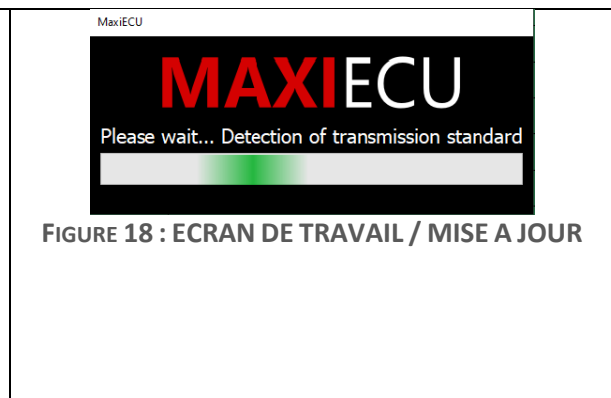 MaxiECU
MAXIECU
Please wait... Detection of transmission standard
FIGURE 18 : ECRAN DE TRAVAIL / MISE A JOUR